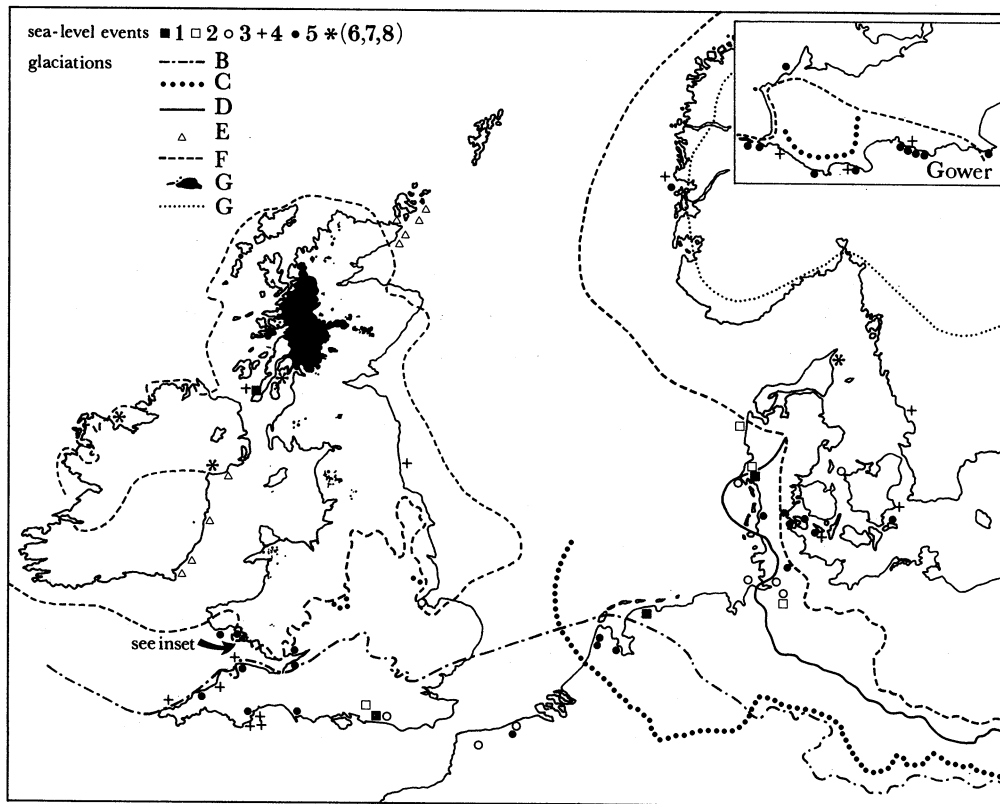 sea-level events ■ 1 □ 2 ○ 3 + 4 ● 5 * (6,7,8)
glaciations
B
C
D
E
F
G
G
Gower
see inset